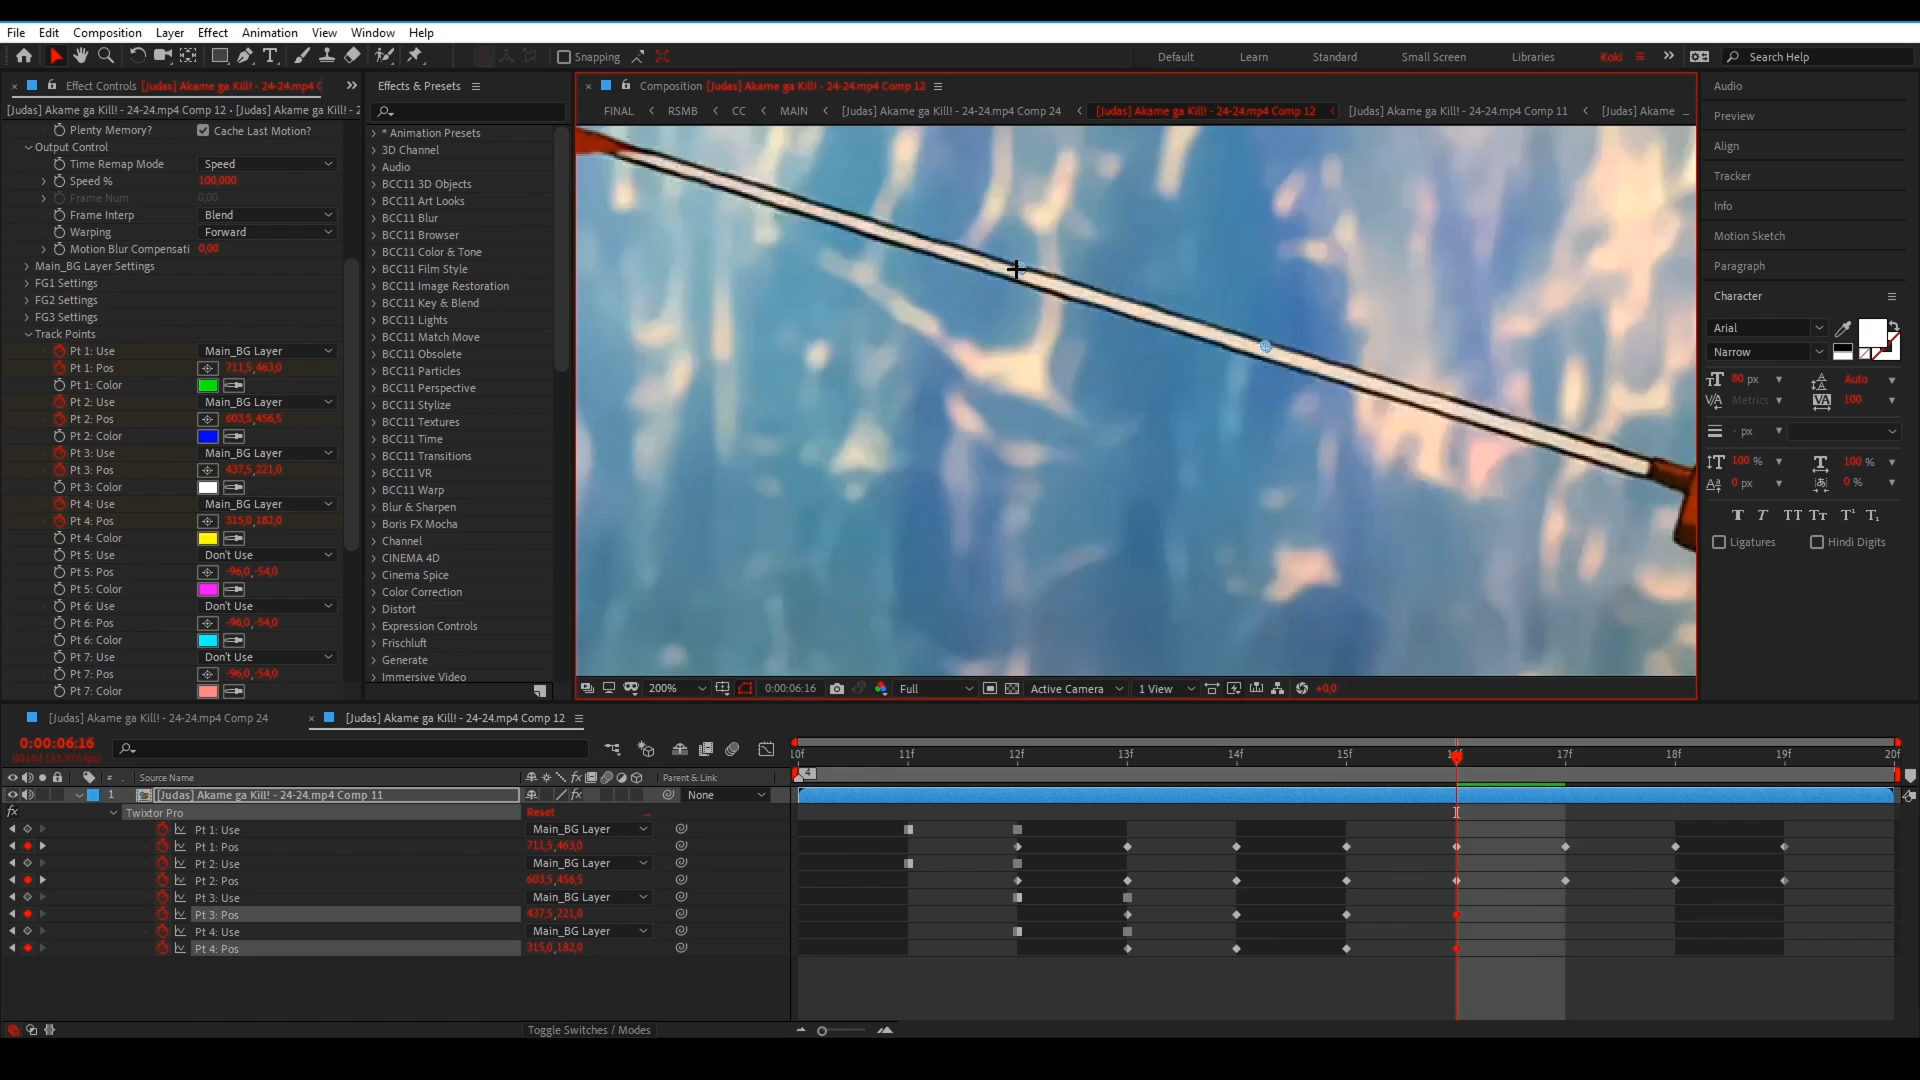 File Edit Composition Layer Effect Animation View Window Help
Snapping Default Learn Standard Small Screen Libraries Koki Search Help
Effect Controls [Judas] Akame ga Kill! - 24-24.mp4 C
[Judas] Akame ga Kill! - 24-24.mp4 Comp 12 • [Judas] Akame ga Kill! - 2
Plenty Memory? Cache Last Motion?
Output Control
Time Remap Mode Speed
Speed % 100,000
Frame Num 0,00
Frame Interp Blend
Warping Forward
Motion Blur Compensati 0,00
Main_BG Layer Settings
FG1 Settings
FG2 Settings
FG3 Settings
Track Points
Pt 1: Use Main_BG Layer
Pt 1: Pos 711,5,463,0
Pt 1: Color
Pt 2: Use Main_BG Layer
Pt 2: Pos 603,5,456,5
Pt 2: Color
Pt 3: Use Main_BG Layer
Pt 3: Pos 437,5,221,0
Pt 3: Color
Pt 4: Use Main_BG Layer
Pt 4: Pos 315,0,182,0
Pt 4: Color
Pt 5: Use Don't Use
Pt 5: Pos -96,0,-54,0
Pt 5: Color
Pt 6: Use Don't Use
Pt 6: Pos -96,0,-54,0
Pt 6: Color
Pt 7: Use Don't Use
Pt 7: Pos -96,0,-54,0
Pt 7: Color
Effects & Presets
* Animation Presets
3D Channel
Audio
BCC11 3D Objects
BCC11 Art Looks
BCC11 Blur
BCC11 Browser
BCC11 Color & Tone
BCC11 Film Style
BCC11 Image Restoration
BCC11 Key & Blend
BCC11 Lights
BCC11 Match Move
BCC11 Obsolete
BCC11 Particles
BCC11 Perspective
BCC11 Stylize
BCC11 Textures
BCC11 Time
BCC11 Transitions
BCC11 VR
BCC11 Warp
Blur & Sharpen
Boris FX Mocha
Channel
CINEMA 4D
Cinema Spice
Color Correction
Distort
Expression Controls
Frischluft
Generate
Immersive Video
Composition [Judas] Akame ga Kill! - 24-24.mp4 Comp 12
FINAL RSMB CC MAIN [Judas] Akame ga Kill! - 24-24.mp4 Comp 24 [Judas] Akame ga Kill! - 24-24.mp4 Comp 12 [Judas] Akame ga Kill! - 24-24.mp4 Comp 11 [Judas] Akame ...
200% 0:00:06:16 Full Active Camera 1 View +0,0
Audio
Preview
Align
Tracker
Info
Motion Sketch
Paragraph
Character
Arial
Narrow
80 px Auto
Metrics 100
- px
100 % 100 %
0 px 0 %
T T TT Tt T¹ T₁
Ligatures Hindi Digits
[Judas] Akame ga Kill! - 24-24.mp4 Comp 24 [Judas] Akame ga Kill! - 24-24.mp4 Comp 12
0:00:06:16
10f 11f 12f 13f 14f 15f 16f 17f 18f 19f 20f
4
# Source Name Parent & Link
1 [Judas] Akame ga Kill! - 24-24.mp4 Comp 11 None
Twixtor Pro Reset
Pt 1: Use Main_BG Layer
Pt 1: Pos 711,5,463,0
Pt 2: Use Main_BG Layer
Pt 2: Pos 603,5,456,5
Pt 3: Use Main_BG Layer
Pt 3: Pos 437,5,221,0
Pt 4: Use Main_BG Layer
Pt 4: Pos 315,0,182,0
Toggle Switches / Modes